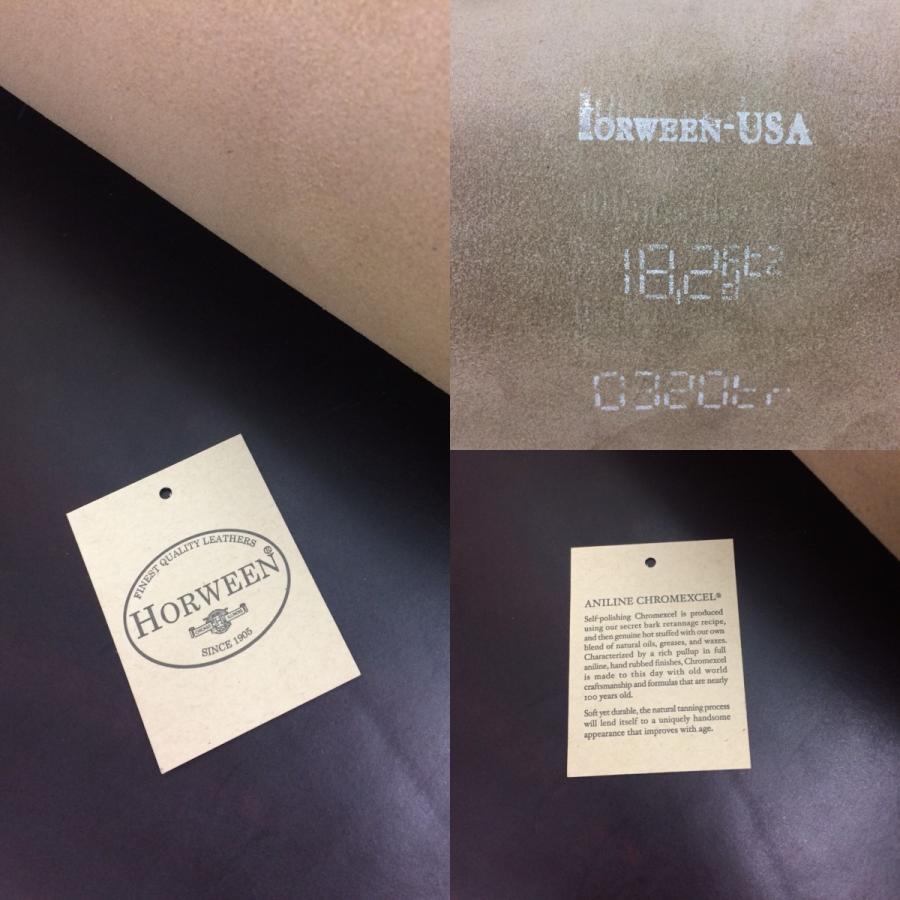 FINEST QUALITY LEATHERS
HORWEEN®
SINCE 1905
HORWEEN-USA
18,2 ft2
0320tr
ANILINE CHROMEXCEL®
Self-polishing Chromexcel is produced
using our secret bark retannage recipe,
and then genuine hot stuffed with our own
blend of natural oils, greases, and waxes.
Characterized by a rich pullup in full
aniline, hand rubbed finishes, Chromexcel
is made to this day with old world
craftsmanship and formulas that are nearly
100 years old.
Soft yet durable, the natural tanning process
will lend itself to a uniquely handsome
appearance that improves with age.